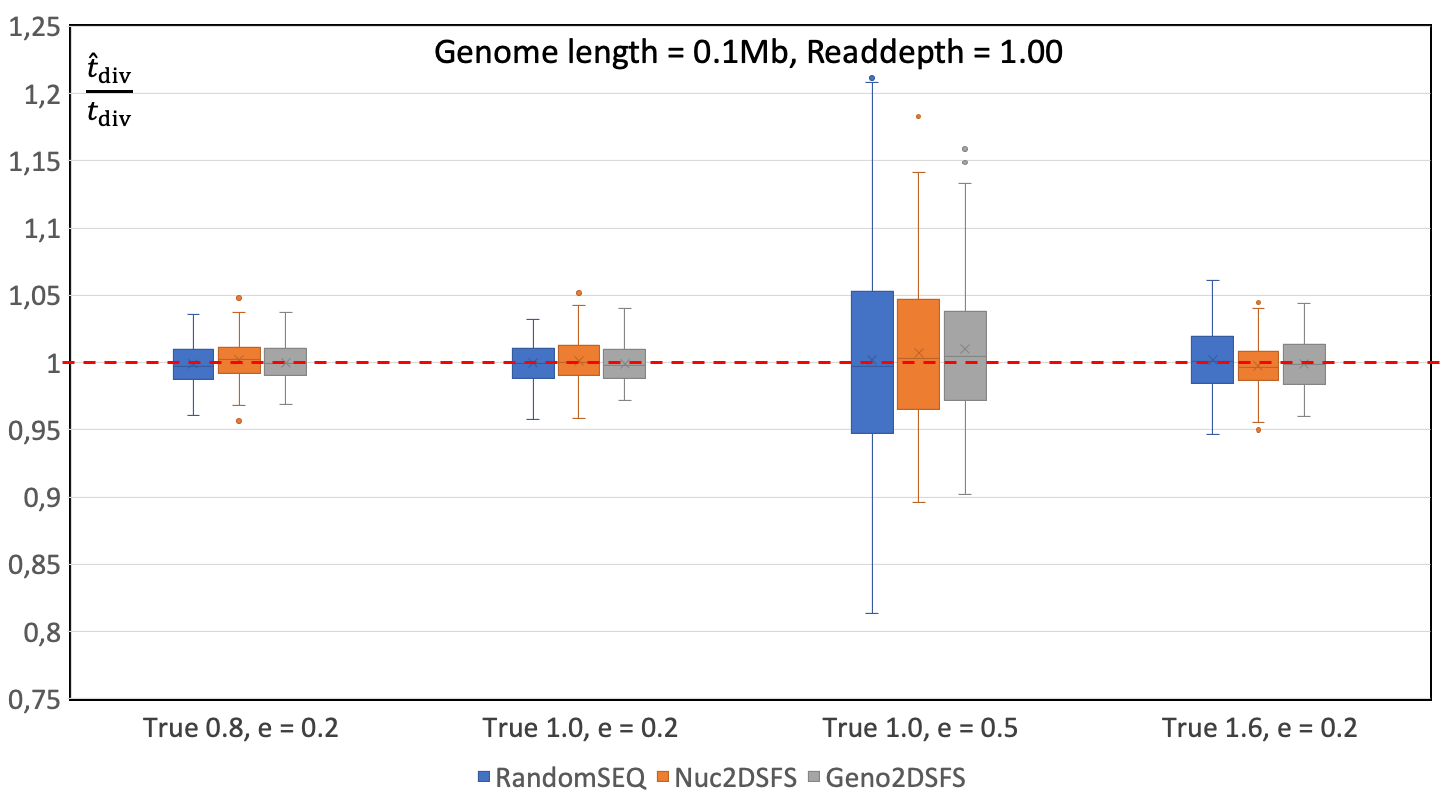 Genome length = 0.1Mb, Readdepth = 1.00
t̂div
tdiv
1,25
1,2
1,15
1,1
1,05
1
0,95
0,9
0,85
0,8
0,75
True 0.8, e = 0.2
True 1.0, e = 0.2
True 1.0, e = 0.5
True 1.6, e = 0.2
RandomSEQ Nuc2DSFS Geno2DSFS